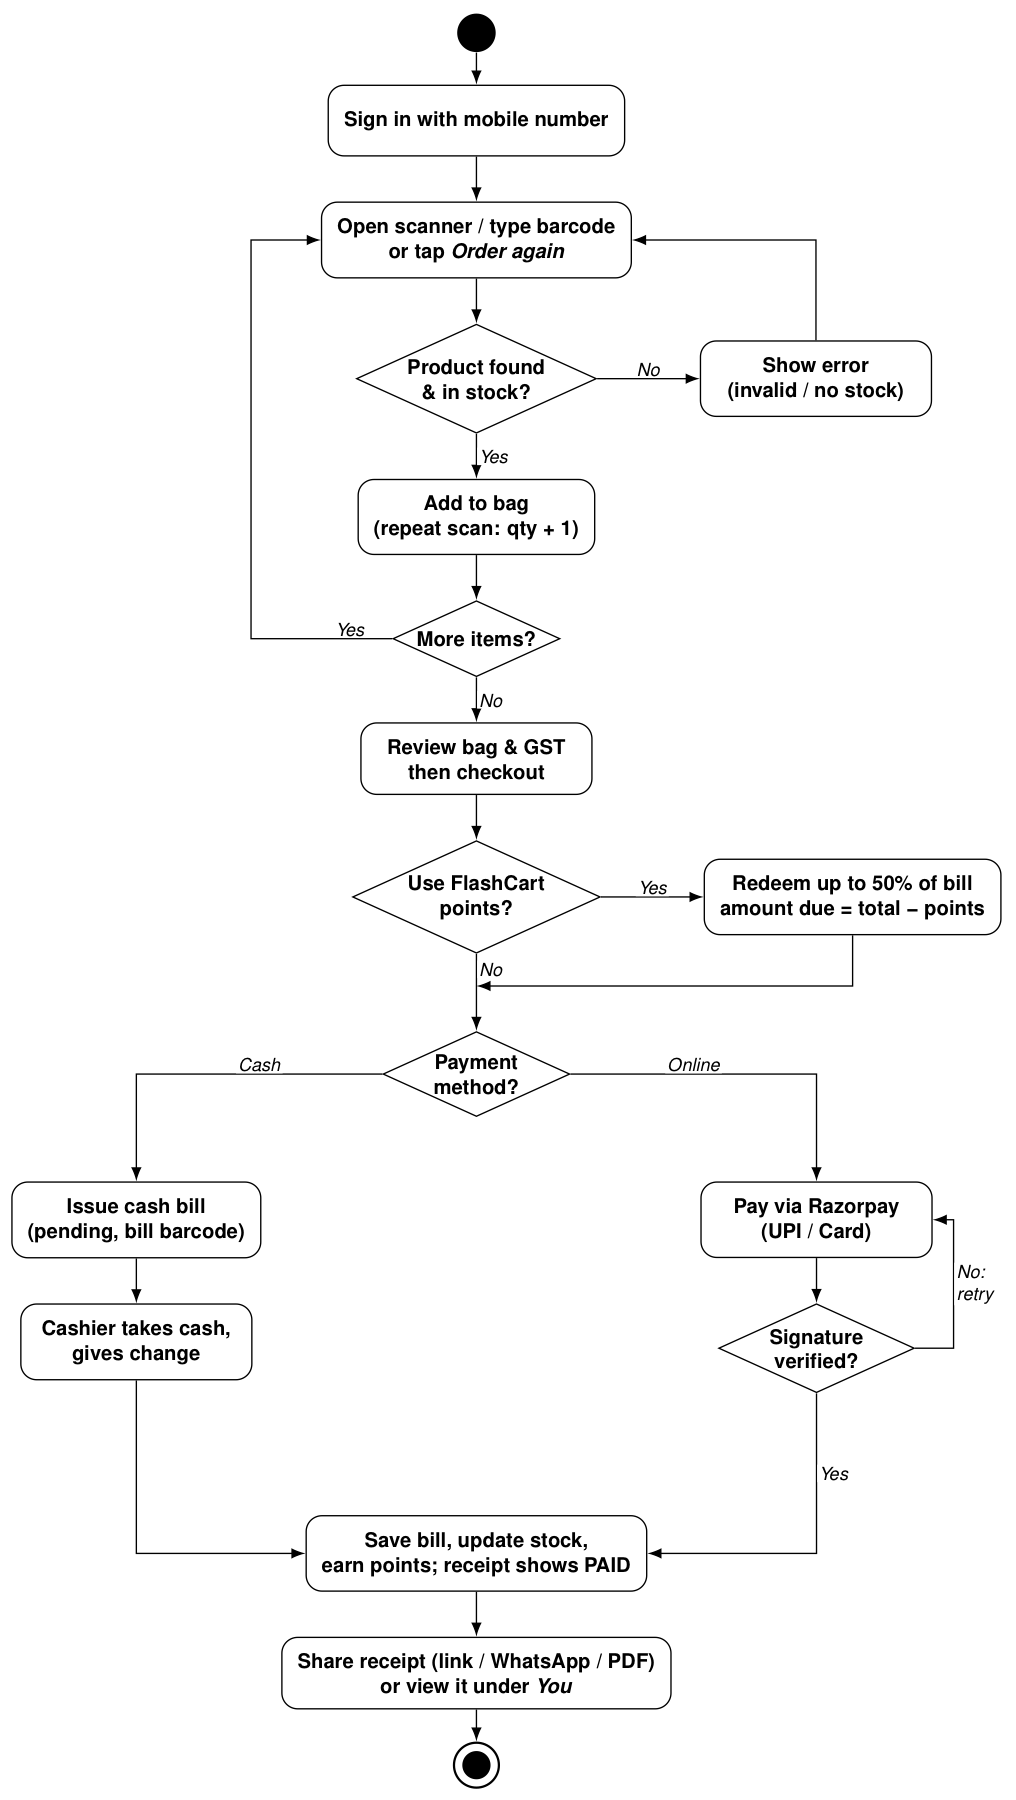 Sign in with mobile number
Open scanner / type barcode
or tap Order again
Product found
& in stock?
No
Show error
(invalid / no stock)
Yes
Add to bag
(repeat scan: qty + 1)
Yes
More items?
No
Review bag & GST
then checkout
Use FlashCart
points?
Yes
Redeem up to 50% of bill
amount due = total – points
No
Cash
Payment
method?
Online
Issue cash bill
(pending, bill barcode)
Pay via Razorpay
(UPI / Card)
No:
retry
Cashier takes cash,
gives change
Signature
verified?
Yes
Save bill, update stock,
earn points; receipt shows PAID
Share receipt (link / WhatsApp / PDF)
or view it under You